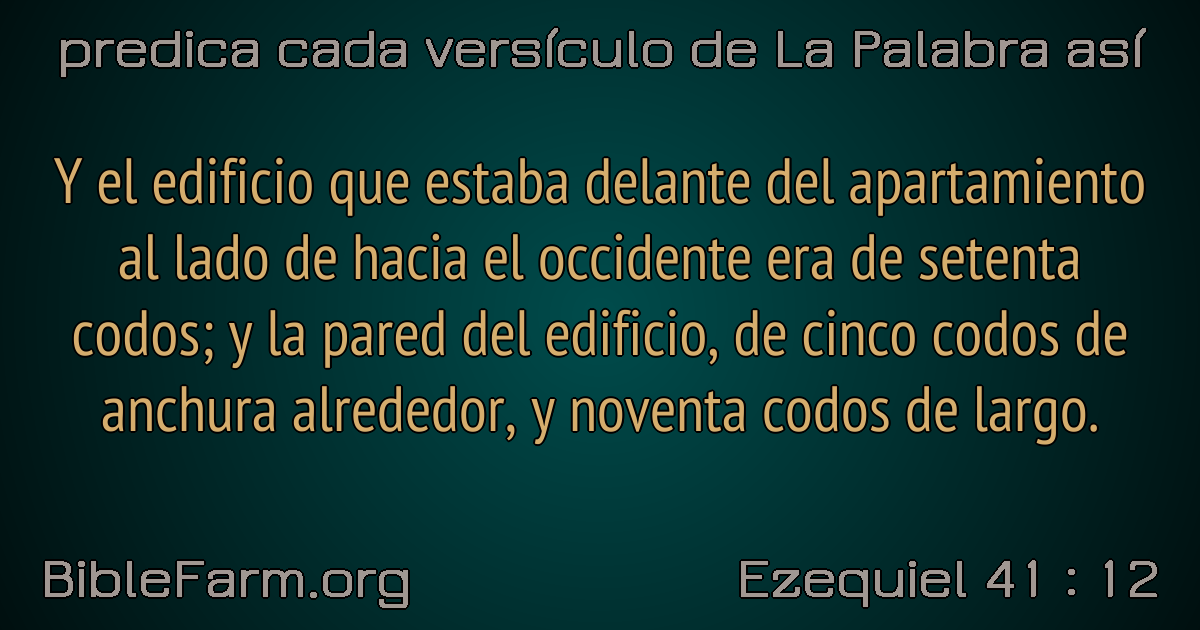 predica cada versículo de La Palabra así
Y el edificio que estaba delante del apartamiento
al lado de hacia el occidente era de setenta
codos; y la pared del edificio, de cinco codos de
anchura alrededor, y noventa codos de largo.
BibleFarm.org
Ezequiel 41 : 12